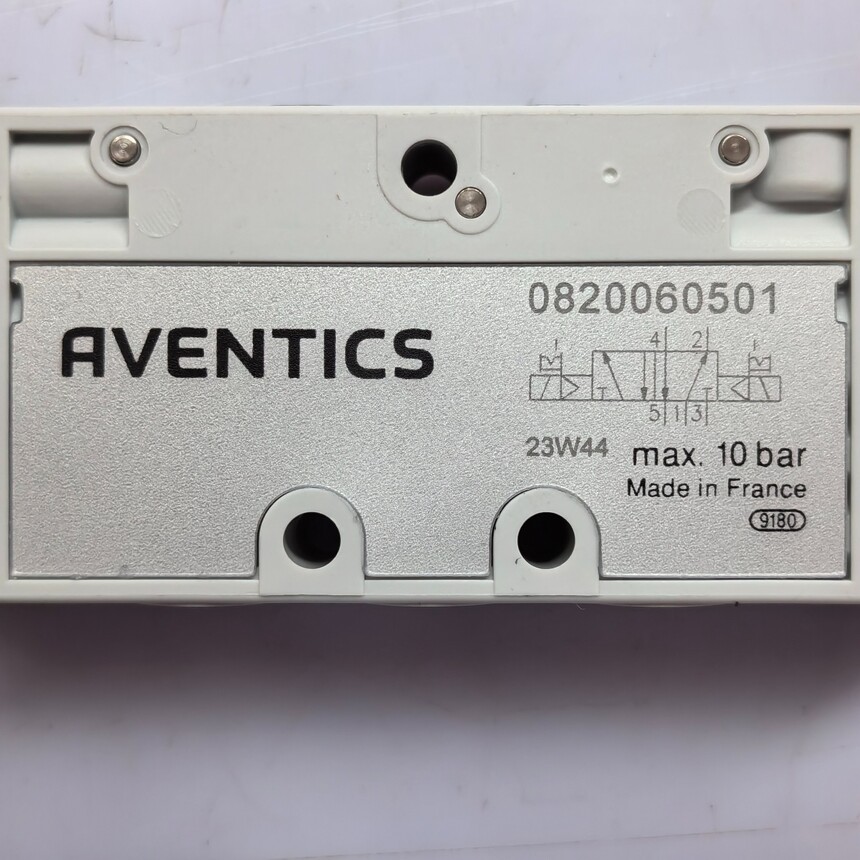 AVENTICS
0820060501
4 2
5 1 3
23W44 max. 10 bar
Made in France
9180